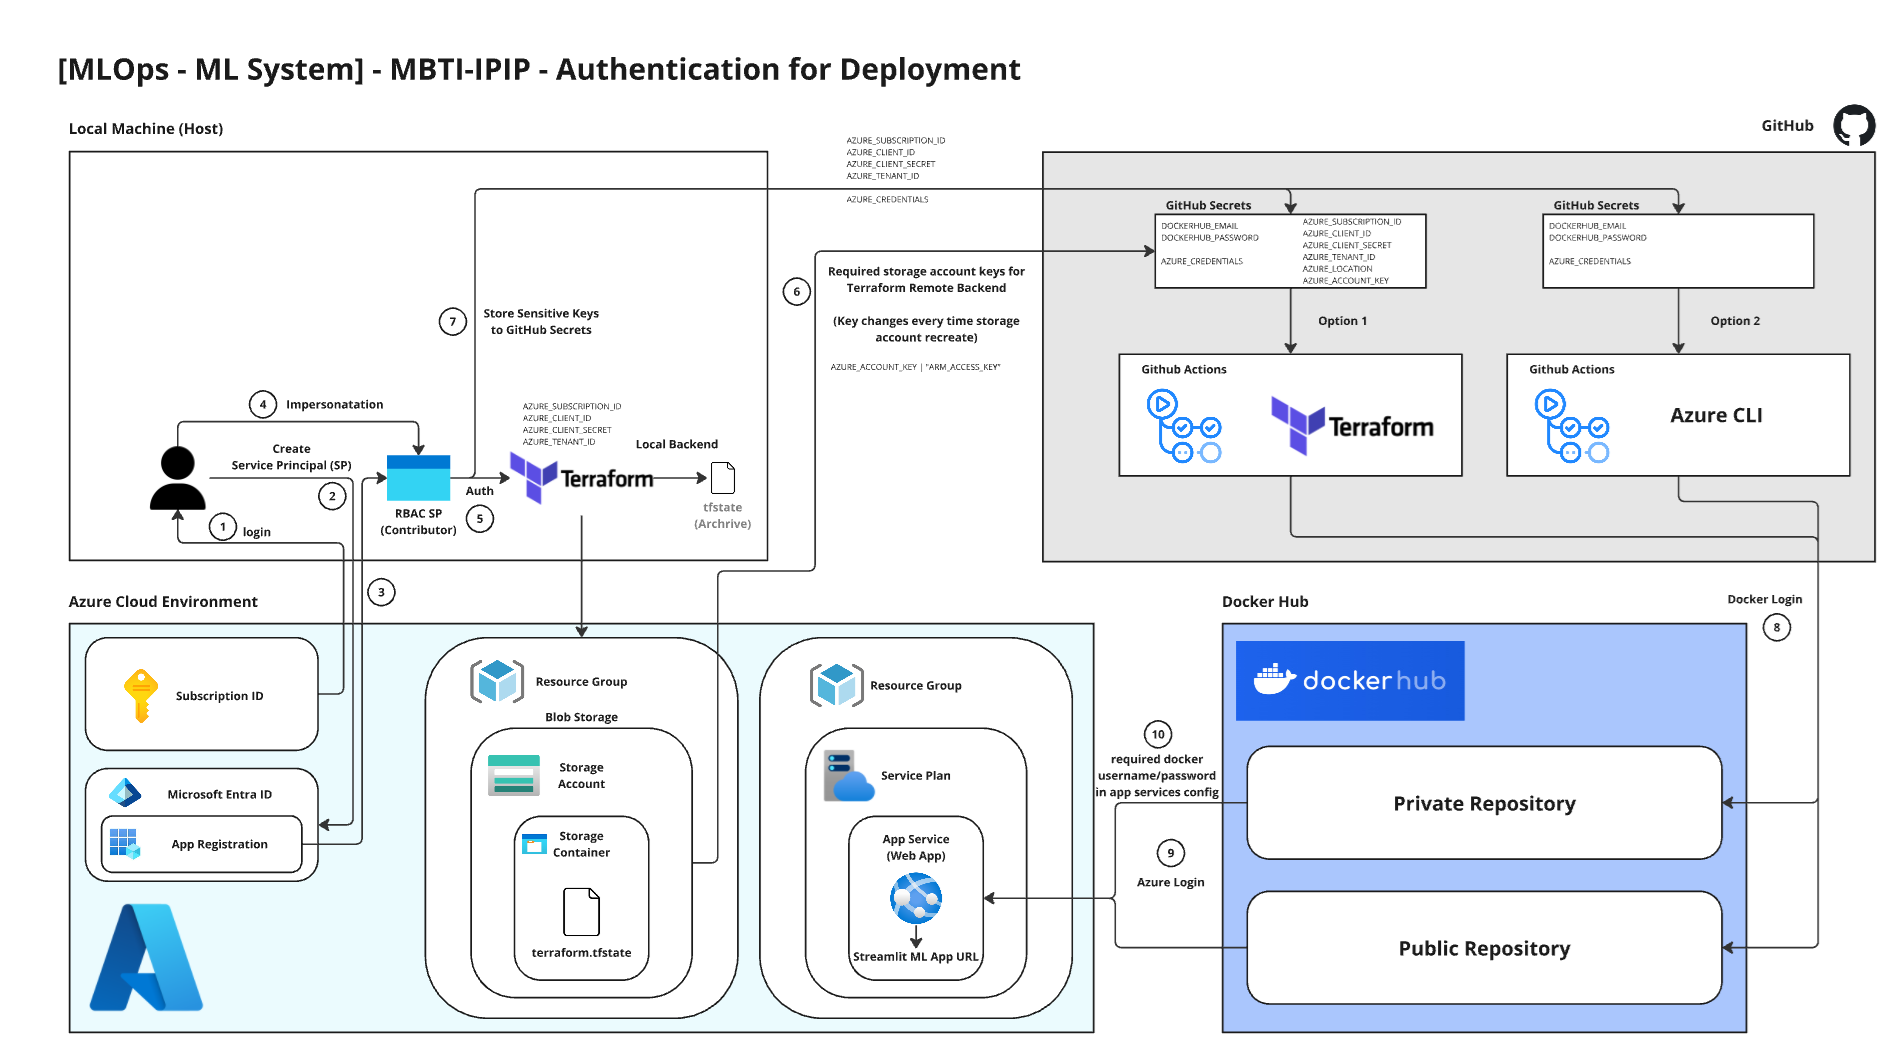 [MLOps - ML System] - MBTI-IPIP - Authentication for Deployment
Local Machine (Host)
GitHub
AZURE_SUBSCRIPTION_ID
AZURE_CLIENT_ID
AZURE_CLIENT_SECRET
AZURE_TENANT_ID
AZURE_CREDENTIALS
GitHub Secrets
DOCKERHUB_EMAIL
DOCKERHUB_PASSWORD
AZURE_CREDENTIALS
AZURE_SUBSCRIPTION_ID
AZURE_CLIENT_ID
AZURE_CLIENT_SECRET
AZURE_TENANT_ID
AZURE_LOCATION
AZURE_ACCOUNT_KEY
GitHub Secrets
DOCKERHUB_EMAIL
DOCKERHUB_PASSWORD
AZURE_CREDENTIALS
6
Required storage account keys for
Terraform Remote Backend
(Key changes every time storage
account recreate)
AZURE_ACCOUNT_KEY | "ARM_ACCESS_KEY"
7
Store Sensitive Keys
to GitHub Secrets
Option 1
Option 2
Github Actions
Terraform
Github Actions
Azure CLI
4
Impersonatation
AZURE_SUBSCRIPTION_ID
AZURE_CLIENT_ID
AZURE_CLIENT_SECRET
AZURE_TENANT_ID
Local Backend
Create
Service Principal (SP)
2
Terraform
Auth
5
RBAC SP
(Contributor)
tfstate
(Archrive)
1
login
3
Azure Cloud Environment
Docker Hub
Docker Login
8
Subscription ID
Resource Group
Blob Storage
Storage
Account
Storage
Container
terraform.tfstate
Resource Group
Service Plan
App Service
(Web App)
Streamlit ML App URL
Microsoft Entra ID
App Registration
dockerhub
10
required docker
username/password
in app services config
9
Azure Login
Private Repository
Public Repository